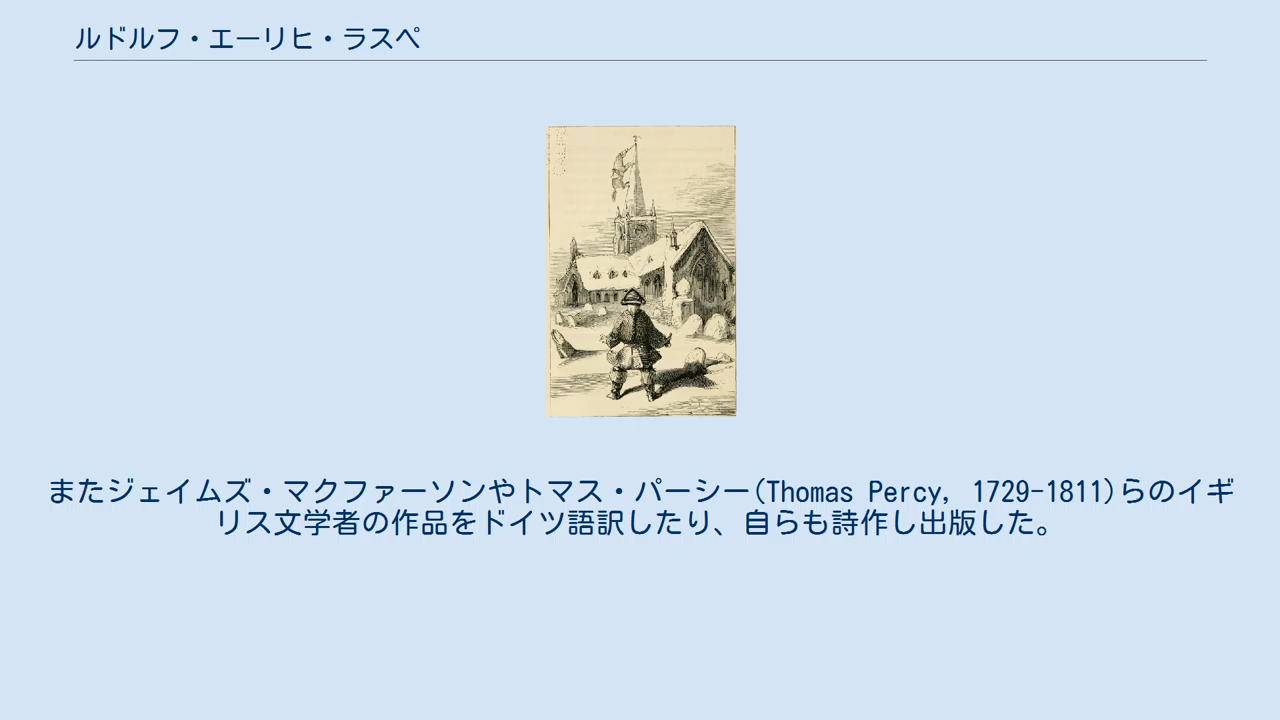 ルドルフ・エーリヒ・ラスペ
またジェイムズ・マクファーソンやトマス・パーシー(Thomas Percy, 1729-1811)らのイギ
リス文学者の作品をドイツ語訳したり、自らも詩作し出版した。